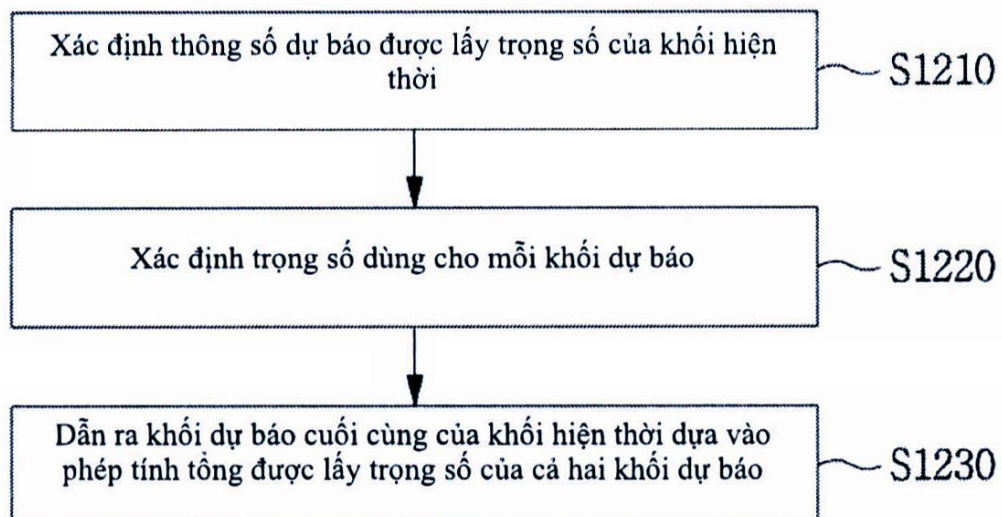 Xác định thông số dự báo được lấy trọng số của khối hiện
thời
S1210
Xác định trọng số dùng cho mỗi khối dự báo
S1220
Dẫn ra khối dự báo cuối cùng của khối hiện thời dựa vào
phép tính tổng được lấy trọng số của cả hai khối dự báo
S1230